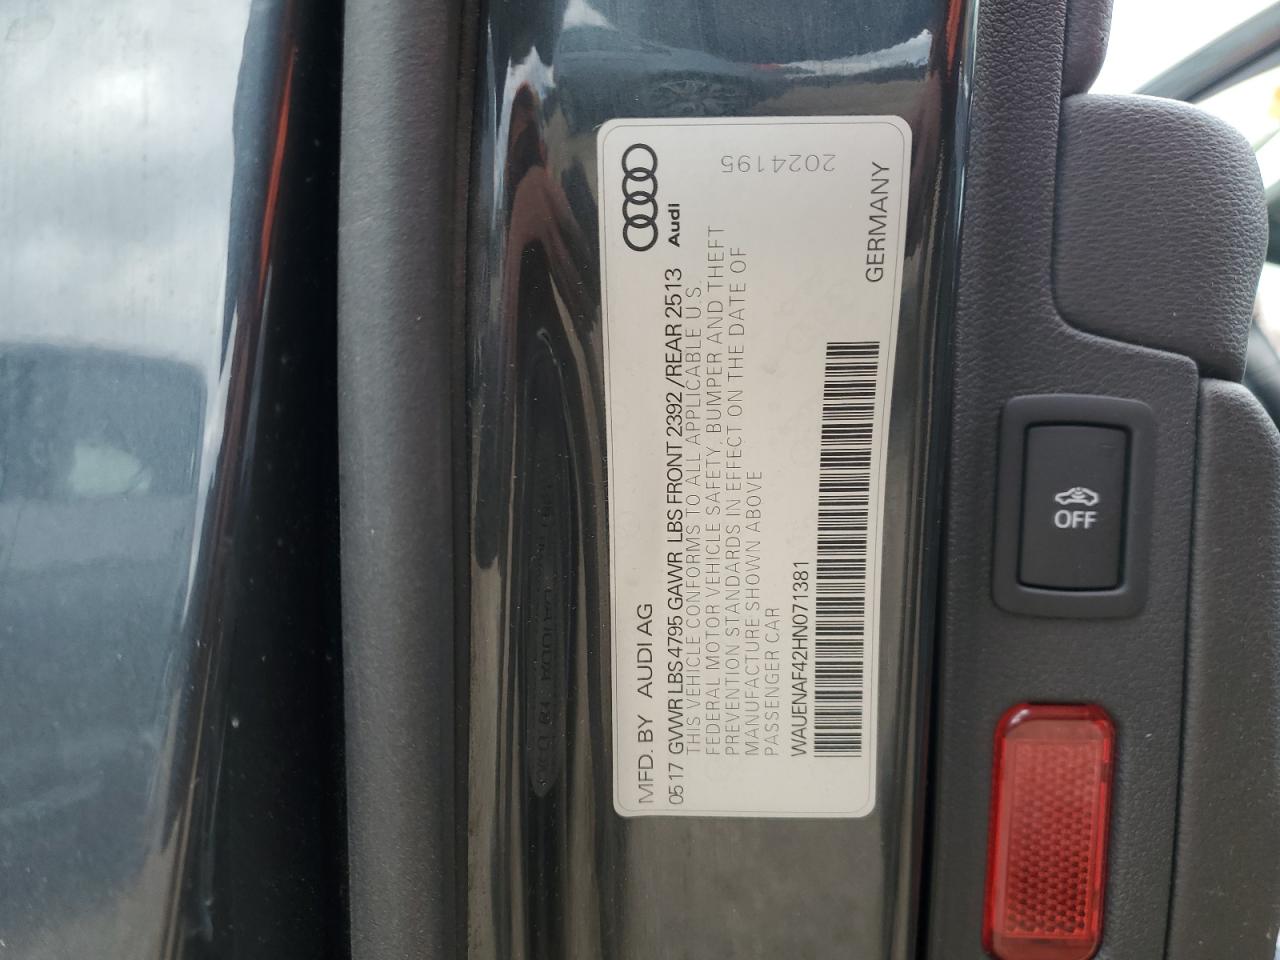 MFD. BY AUDI AG
Audi
0517 GVWR LBS 4795 GAWR LBS FRONT 2392/REAR 2513
THIS VEHICLE CONFORMS TO ALL APPLICABLE U.S.
FEDERAL MOTOR VEHICLE SAFETY, BUMPER AND THEFT
PREVENTION STANDARDS IN EFFECT ON THE DATE OF
MANUFACTURE SHOWN ABOVE
PASSENGER CAR
WAUENAF42HN071381
GERMANY
2024195
OFF